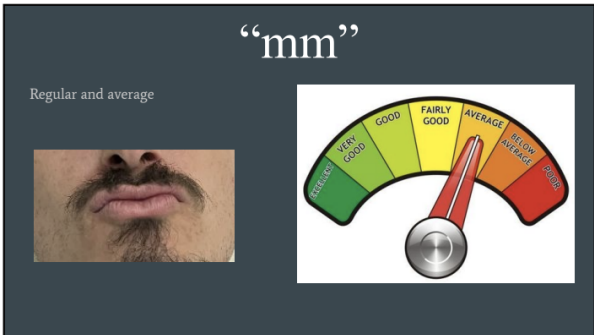 “mm”
Regular and average
EXCELLENT
VERY
GOOD
GOOD
FAIRLY
GOOD
AVERAGE
BELOW
AVERAGE
POOR